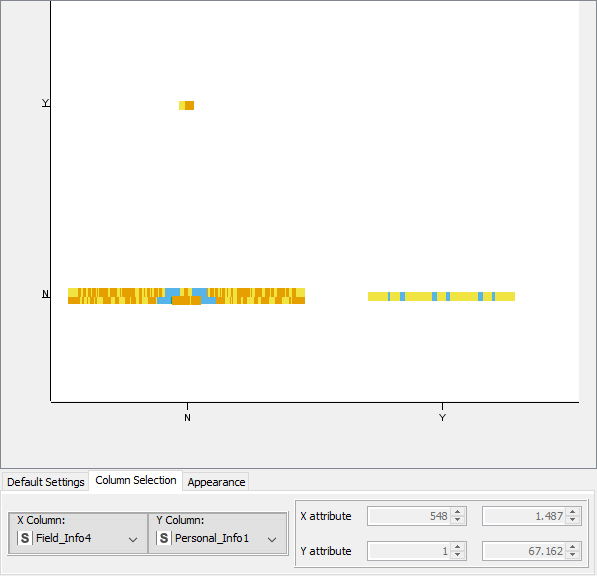 Y
N
N Y
Default Settings Column Selection Appearance
X Column: Y Column:
S Field_Info4 S Personal_Info1
X attribute 548 1.487
Y attribute 1 67.162